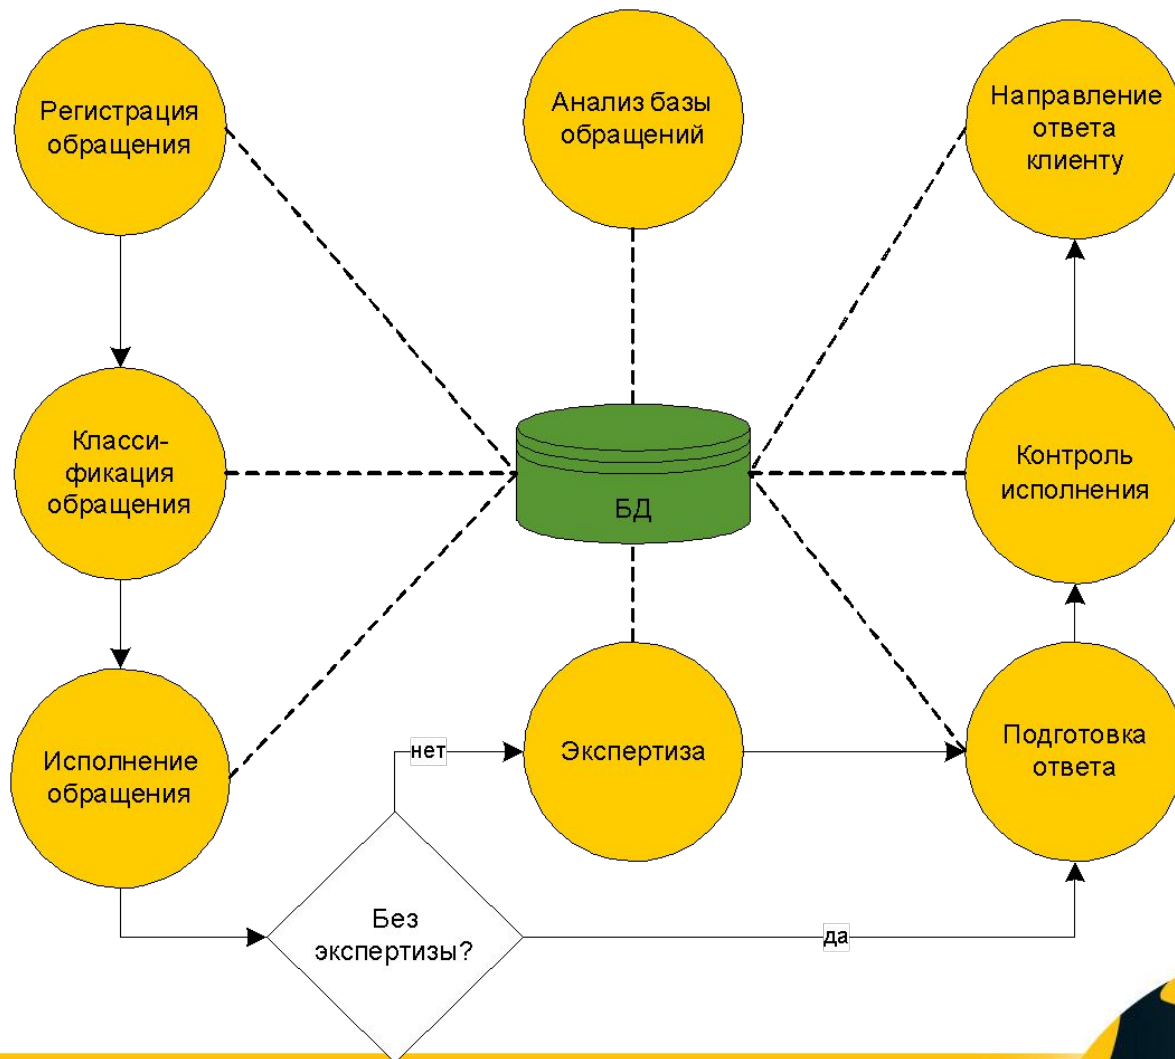 Регистрация
обращения
Анализ базы
обращений
Направление
ответа
клиенту
Класси-
фикация
обращения
БД
Контроль
исполнения
Исполнение
обращения
нет
Экспертиза
Подготовка
ответа
Без
экспертизы?
да